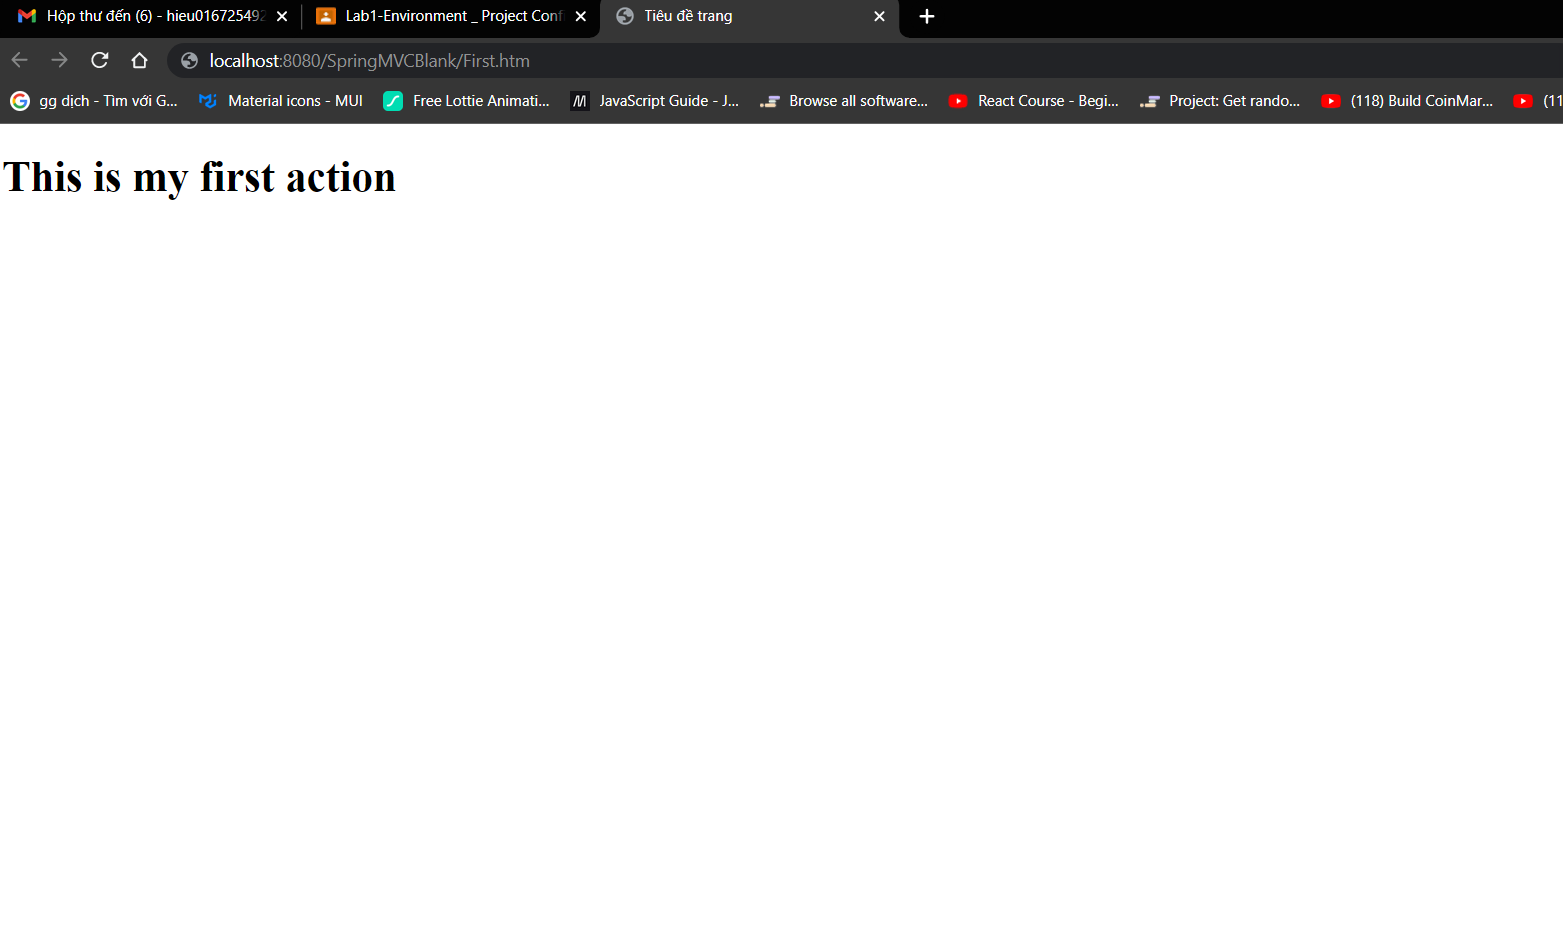 Hộp thư đến (6) - hieu016725492
Lab1-Environment _ Project Conf
Tiêu đề trang
localhost:8080/SpringMVCBlank/First.htm
gg dịch - Tìm với G...
Material icons - MUI
Free Lottie Animati...
JavaScript Guide - J...
Browse all software...
React Course - Begi...
Project: Get rando...
(118) Build CoinMar...
(11
This is my first action